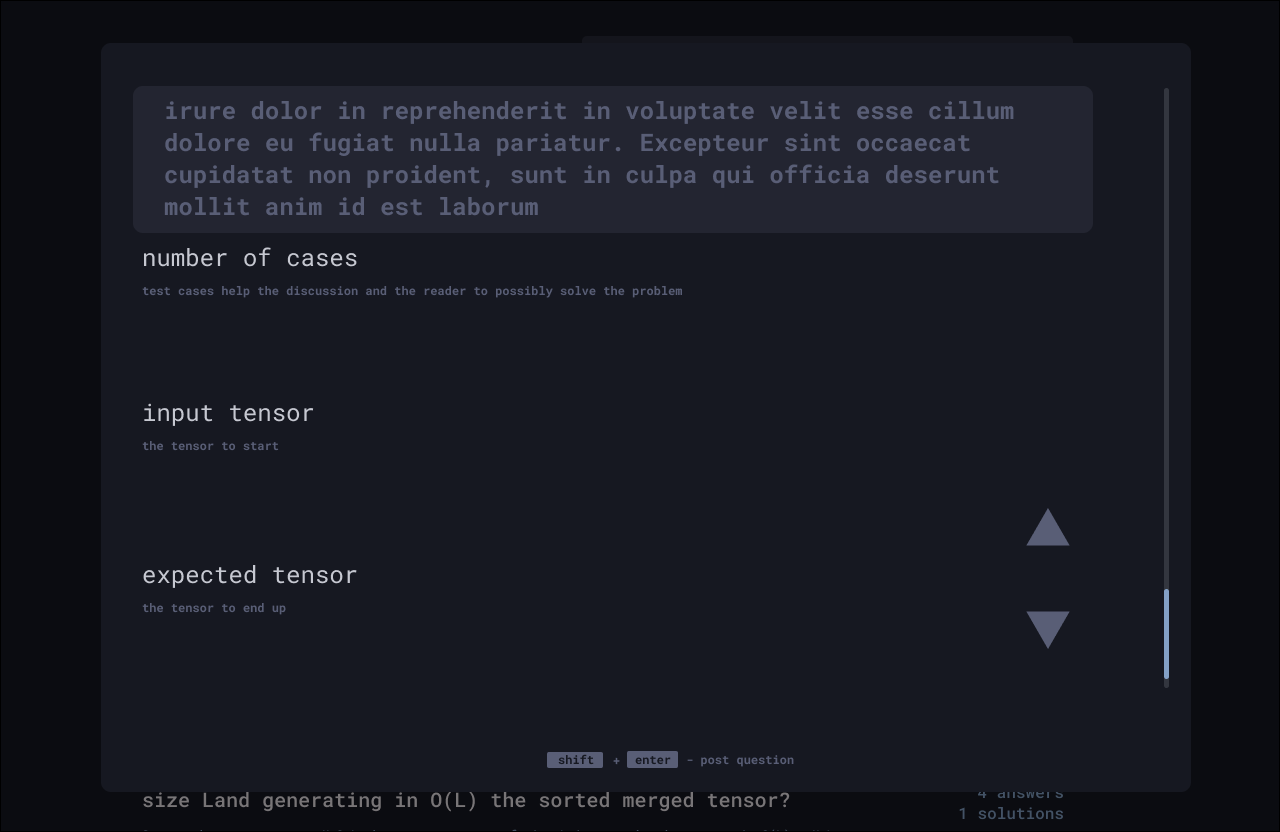 irure dolor in reprehenderit in voluptate velit esse cillum
dolore eu fugiat nulla pariatur. Excepteur sint occaecat
cupidatat non proident, sunt in culpa qui officia deserunt
mollit anim id est laborum
number of cases
test cases help the discussion and the reader to possibly solve the problem
input tensor
the tensor to start
expected tensor
the tensor to end up
shift + enter - post question
size Land generating in O(L) the sorted merged tensor?
4 answers
1 solutions